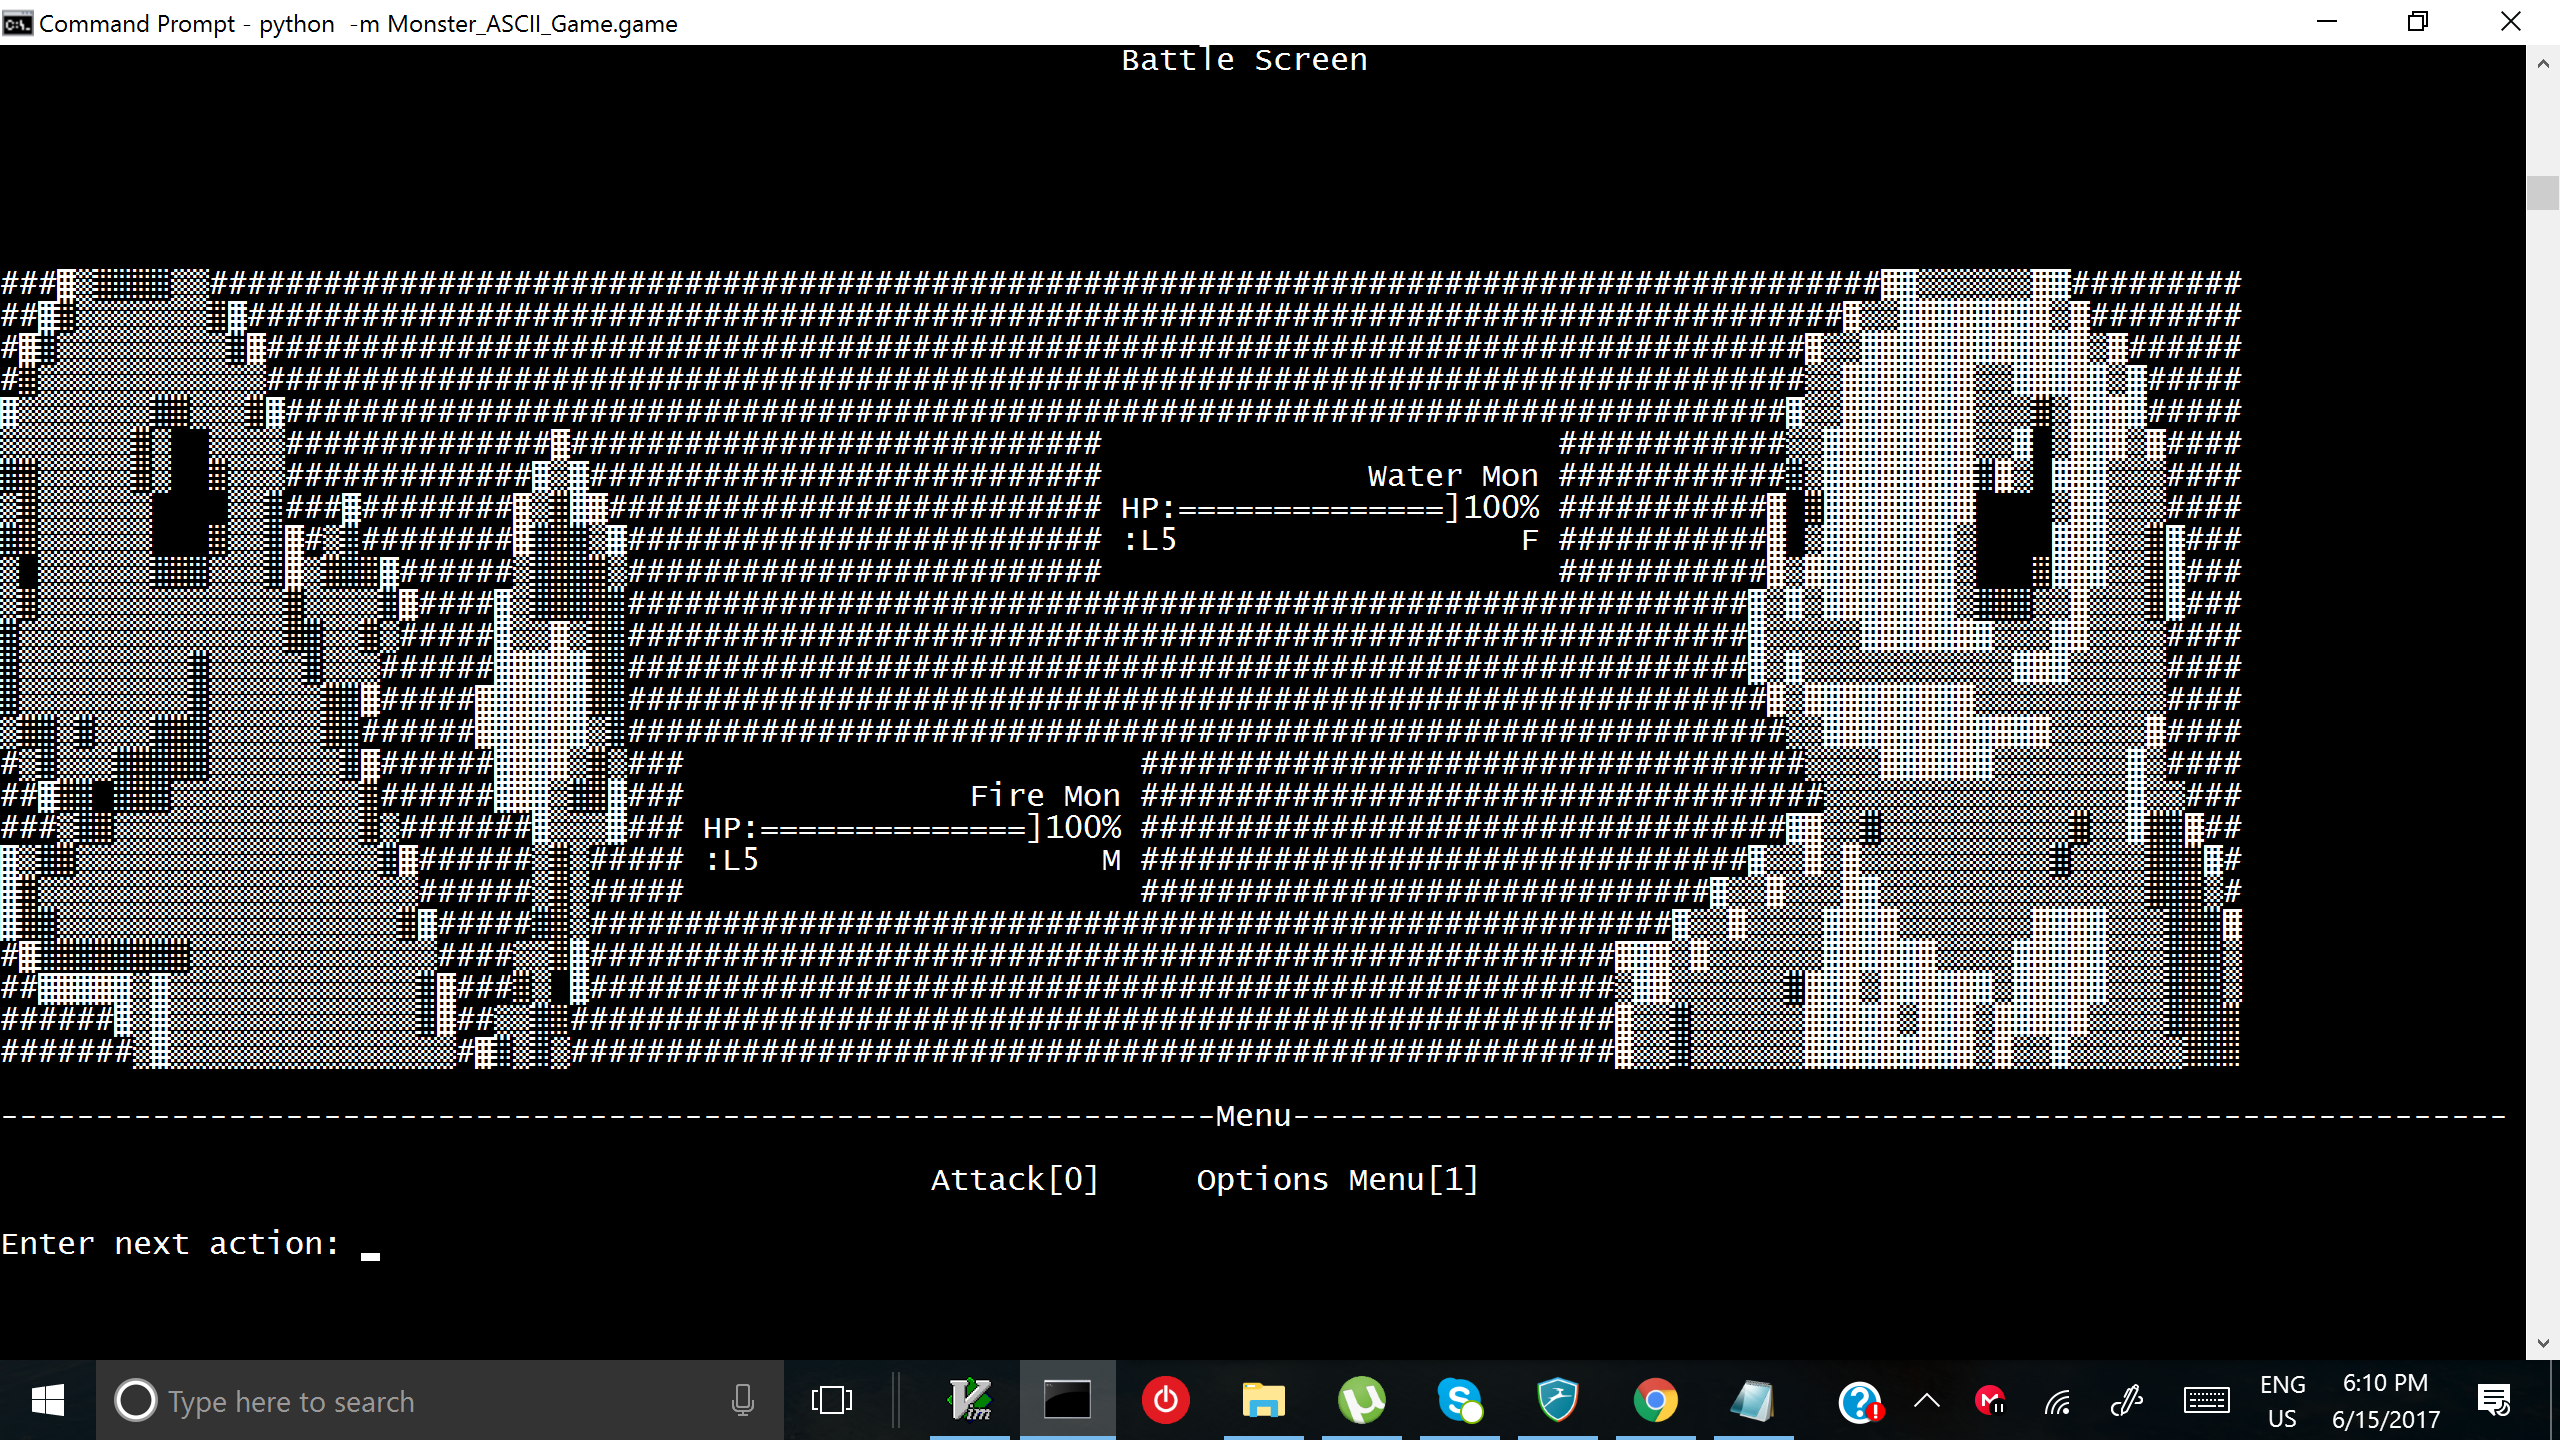 Command Prompt - python  -m Monster_ASCII_Game.game
Battle Screen
Water Mon
HP:==============]100%
:L5 F
Fire Mon
HP:==============]100%
:L5 M
Menu
Attack[0] Options Menu[1]
Enter next action:
Type here to search
ENG
US
6:10 PM
6/15/2017